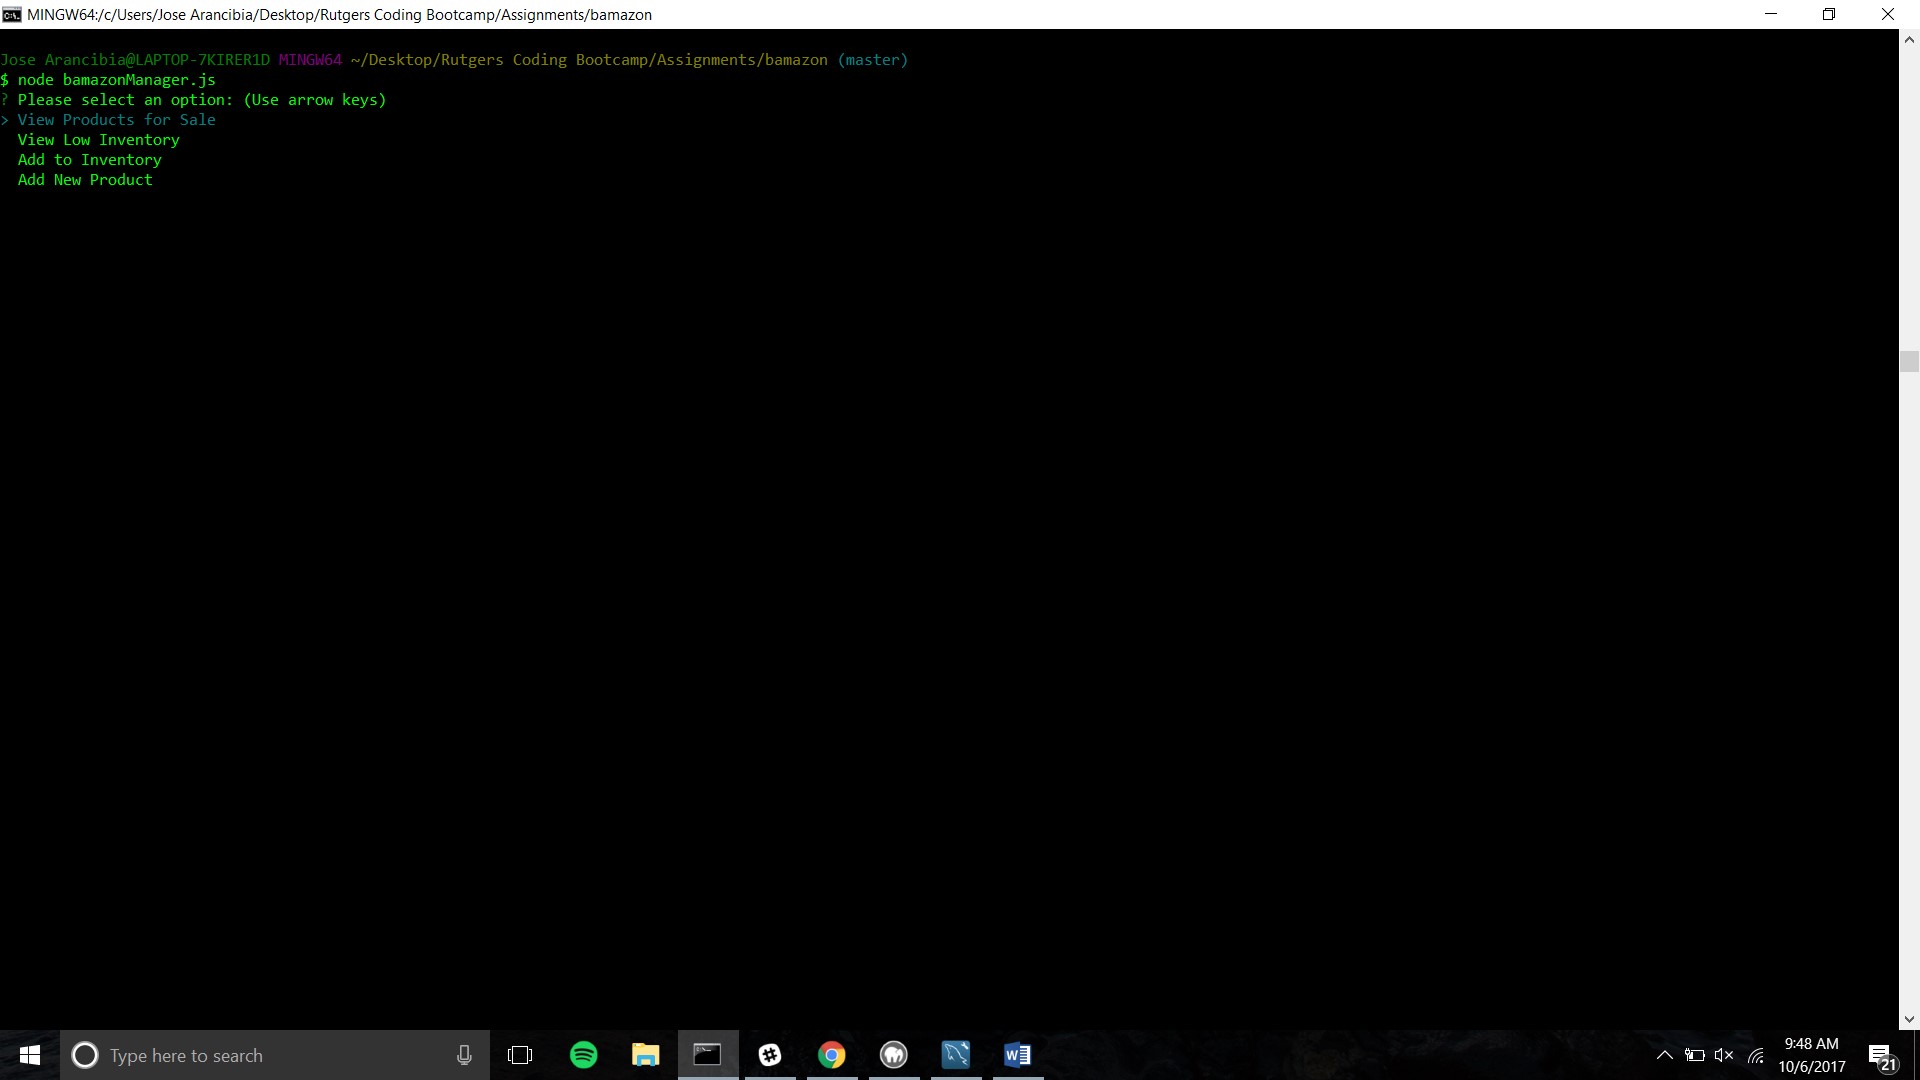 MINGW64:/c/Users/Jose Arancibia/Desktop/Rutgers Coding Bootcamp/Assignments/bamazon
Jose Arancibia@LAPTOP-7KIRER1D MINGW64 ~/Desktop/Rutgers Coding Bootcamp/Assignments/bamazon (master)
$ node bamazonManager.js
? Please select an option: (Use arrow keys)
> View Products for Sale
View Low Inventory
Add to Inventory
Add New Product
Type here to search
9:48 AM
10/6/2017
21